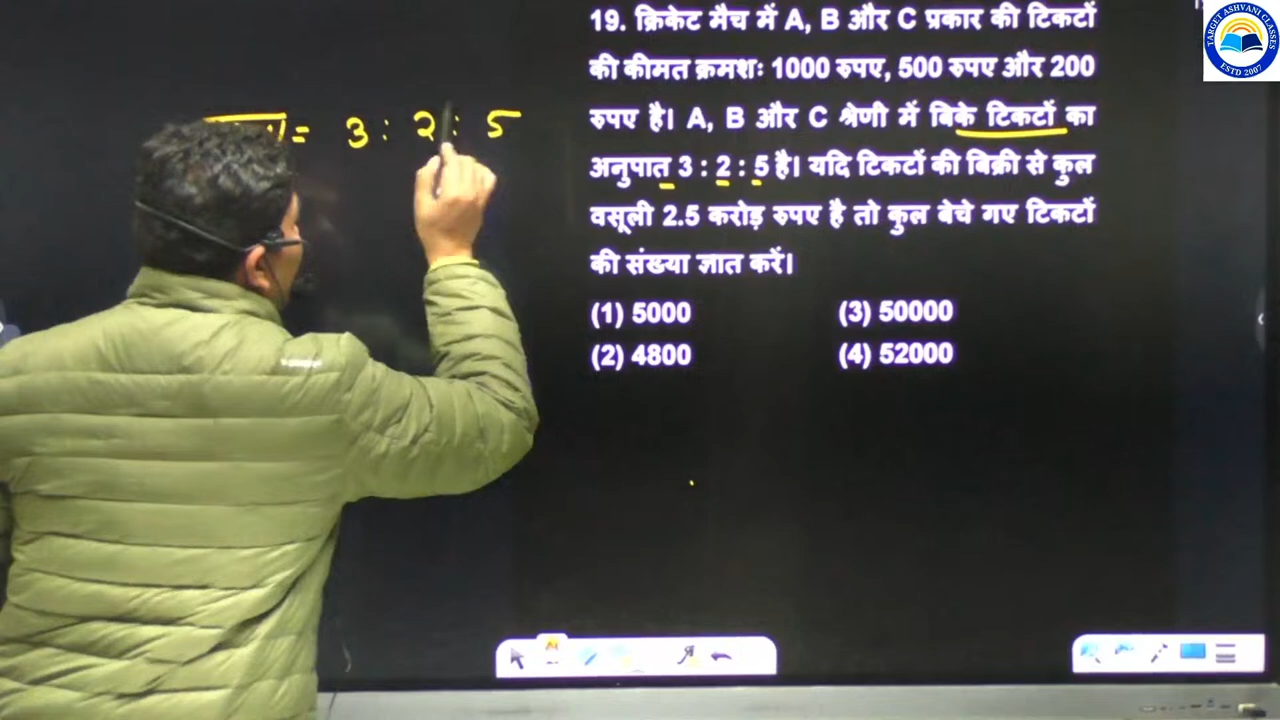 19. क्रिकेट मैच में A, B और C प्रकार की टिकटों
की कीमत क्रमशः 1000 रुपए, 500 रुपए और 200
रुपए है। A, B और C श्रेणी में बिके टिकटों का
अनुपात 3 : 2 : 5 है। यदि टिकटों की बिक्री से कुल
वसूली 2.5 करोड़ रुपए है तो कुल बेचे गए टिकटों
की संख्या ज्ञात करें।
(1) 5000 (3) 50000
(2) 4800 (4) 52000
= 3 : 2 : 5
TARGET ASHVANI CLASSES
ESTD 2007